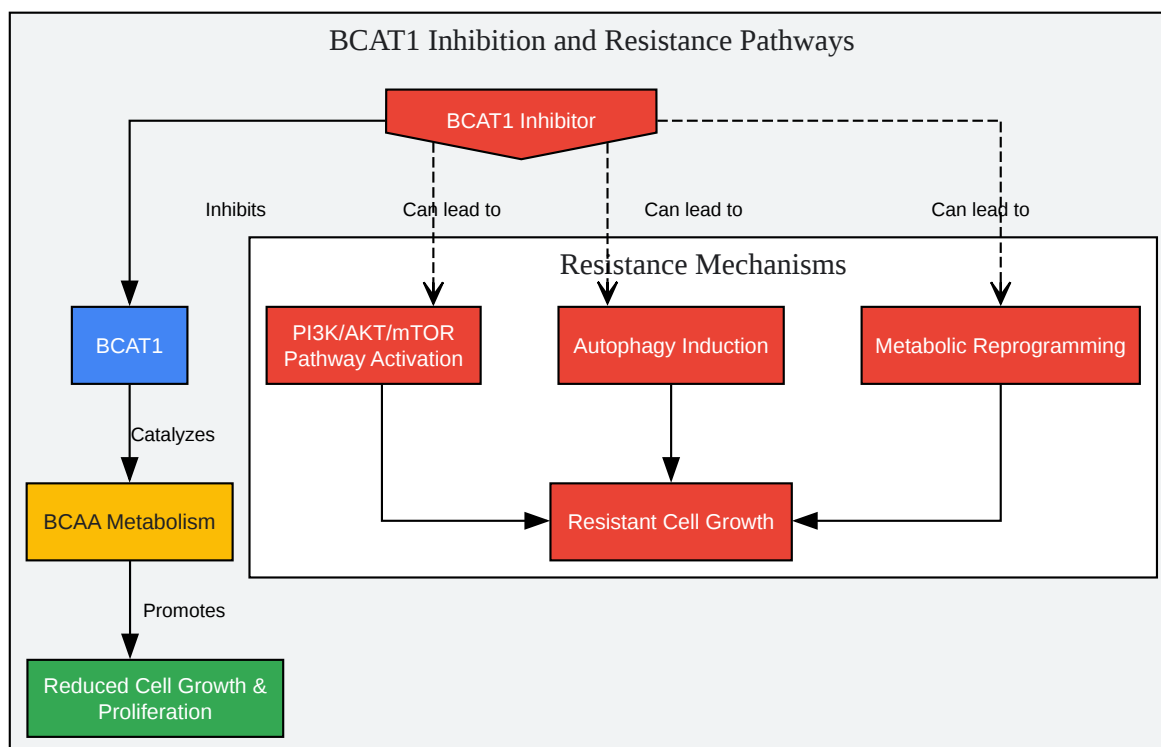 BCAT1 Inhibition and Resistance Pathways
BCAT1 Inhibitor
Inhibits
Can lead to
Can lead to
Can lead to
Resistance Mechanisms
BCAT1
PI3K/AKT/mTOR
Pathway Activation
Autophagy Induction
Metabolic Reprogramming
Catalyzes
BCAA Metabolism
Resistant Cell Growth
Promotes
Reduced Cell Growth &
Proliferation